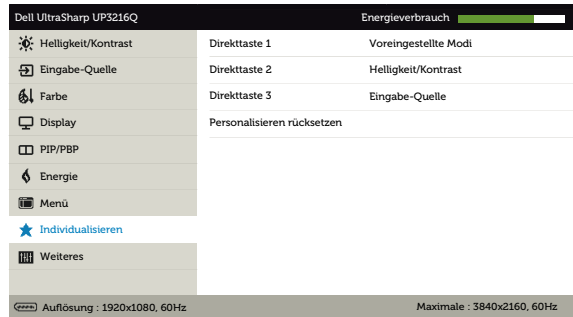 Dell UltraSharp UP3216Q Energieverbrauch
Helligkeit/Kontrast Direkttaste 1 Voreingestellte Modi
Eingabe-Quelle Direkttaste 2 Helligkeit/Kontrast
Farbe Direkttaste 3 Eingabe-Quelle
Display Personalisieren rücksetzen
PIP/PBP
Energie
Menü
Individualisieren
Weiteres
Auflösung : 1920x1080, 60Hz Maximale : 3840x2160, 60Hz